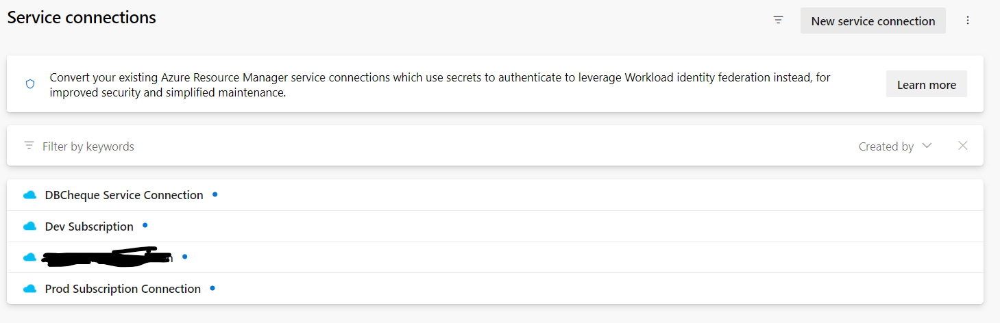 Service connections
New service connection
Convert your existing Azure Resource Manager service connections which use secrets to authenticate to leverage Workload identity federation instead, for
improved security and simplified maintenance.
Learn more
Filter by keywords
Created by
DBCheque Service Connection
Dev Subscription
Prod Subscription Connection